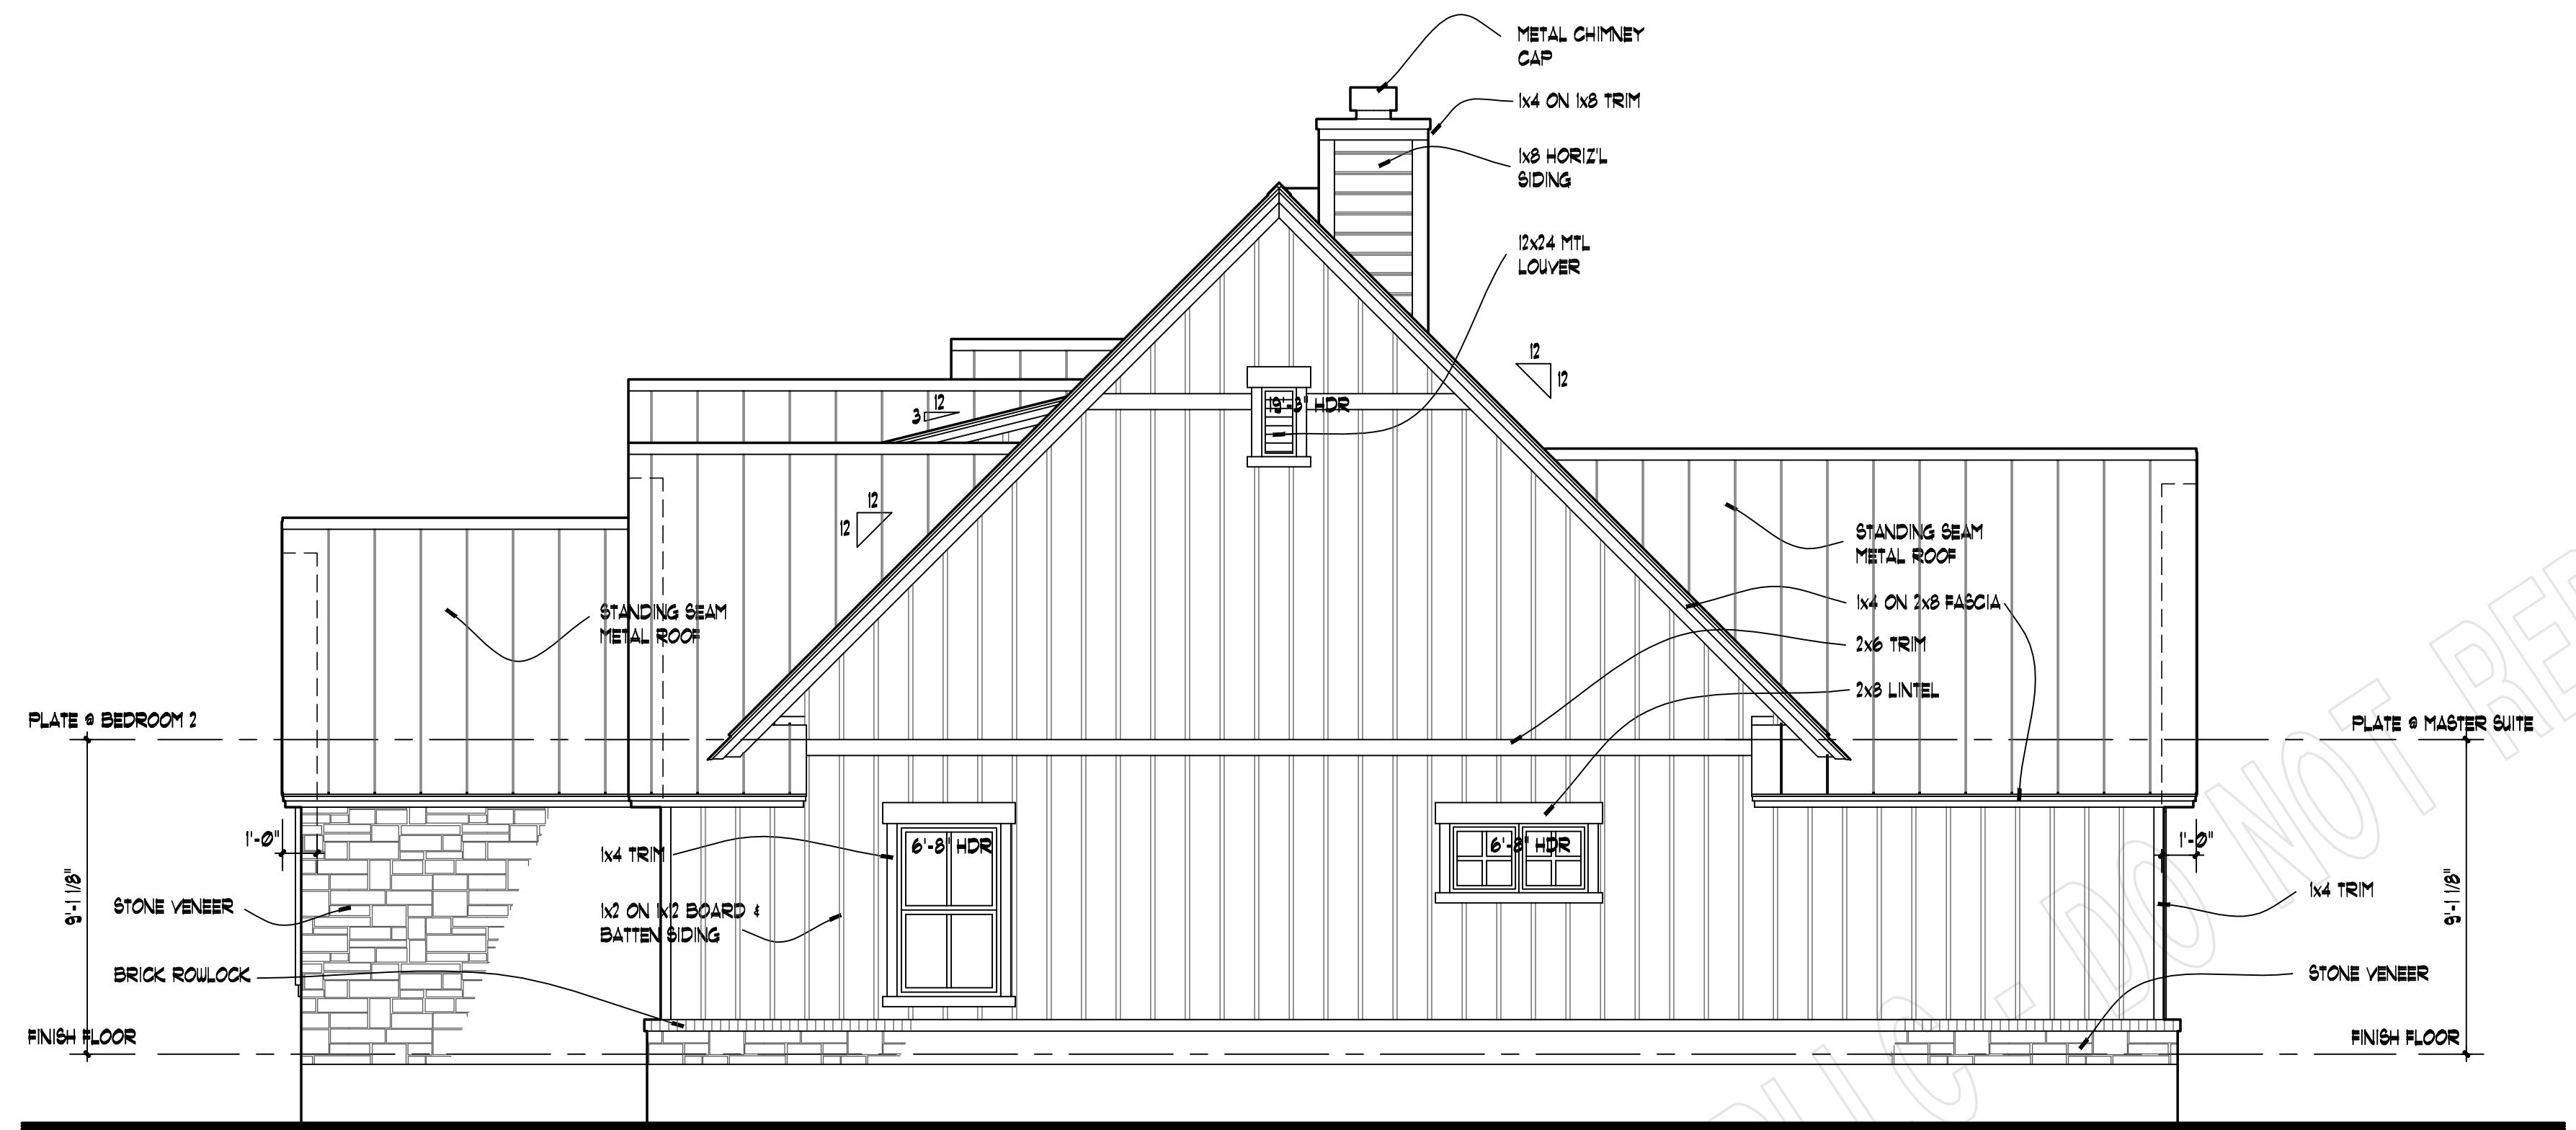 METAL CHIMNEY
CAP
1x4 ON 1x8 TRIM
1x8 HORIZ'L
SIDING
12x24 MTL
LOUVER
12
12
12
3
HDR
12
12
STANDING SEAM
METAL ROOF
1x4 ON 2x8 FASCIA
STANDING SEAM
METAL ROOF
2x6 TRIM
2x8 LINTEL
PLATE @ BEDROOM 2
PLATE @ MASTER SUITE
1'-0"
6'-8" HDR
6'-8" HDR
1'-0"
1x4 TRIM
9'-1 1/8"
9'-1 1/8"
1x4 TRIM
STONE VENEER
1x2 ON 1x12 BOARD &
BATTEN SIDING
BRICK ROWLOCK
STONE VENEER
FINISH FLOOR
FINISH FLOOR
LLC - DO NOT